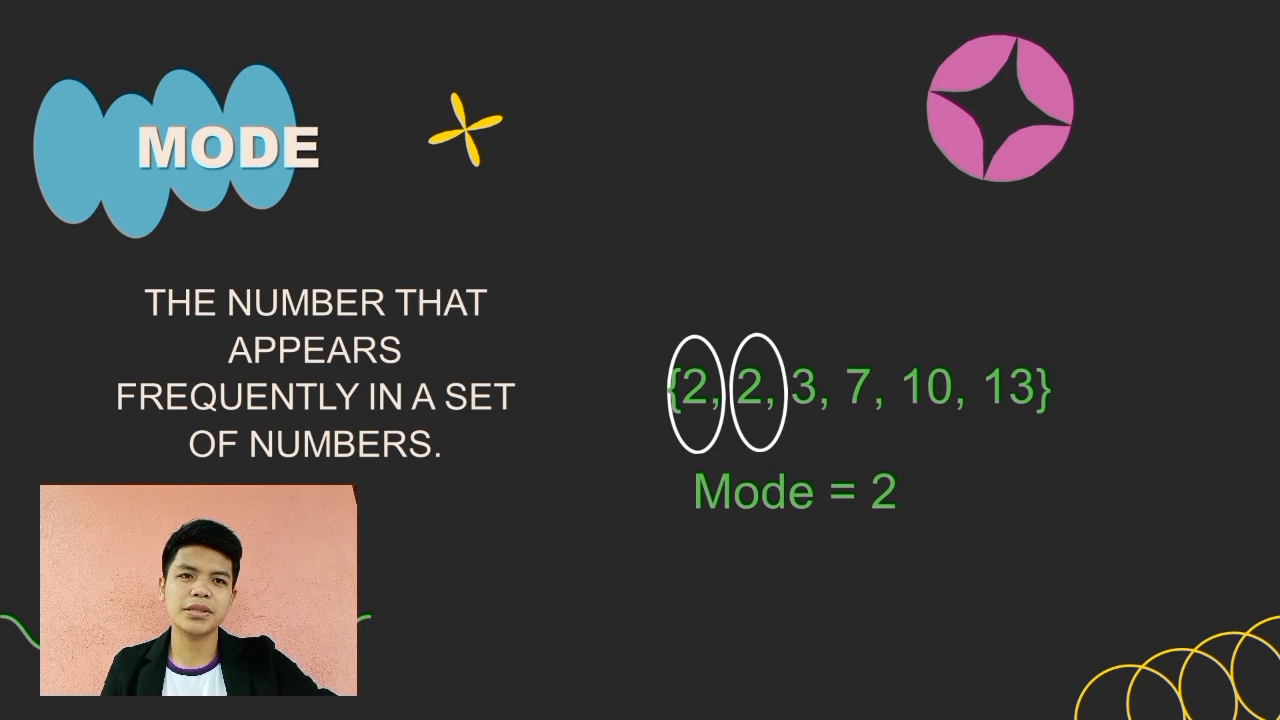 MODE
THE NUMBER THAT
APPEARS
FREQUENTLY IN A SET
OF NUMBERS.
{2, 2, 3, 7, 10, 13}
Mode = 2